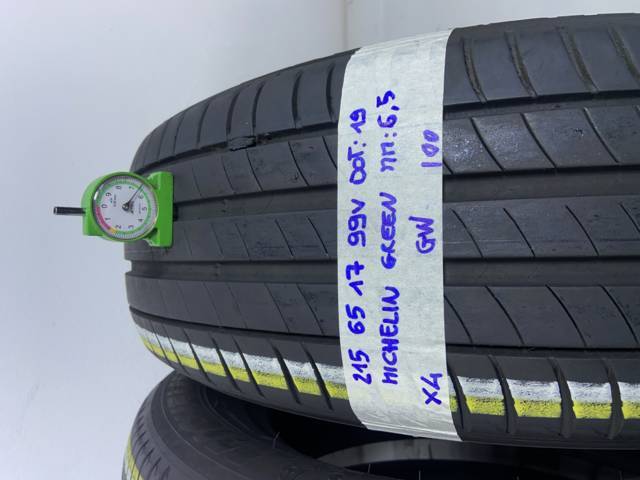 215 65 17 99V DOT:19
MICHELIN GREEN mm:6,5
X4 GW 100